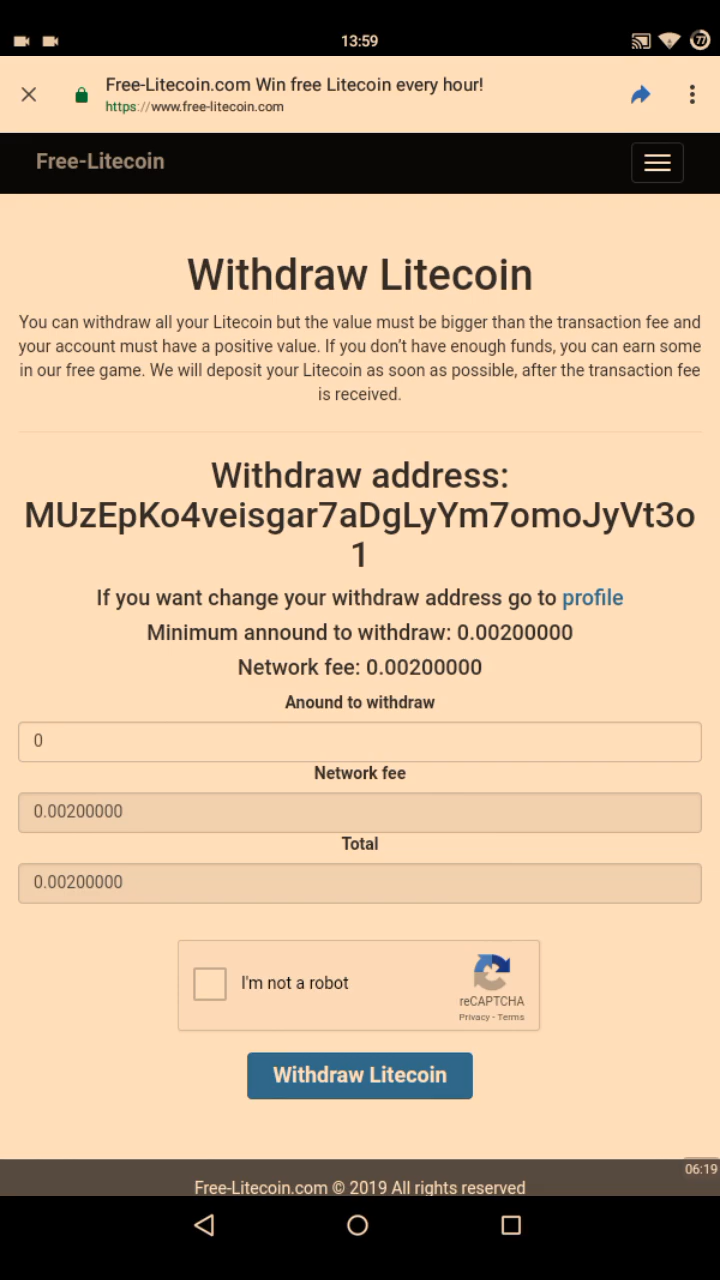 13:59
77
Free-Litecoin.com Win free Litecoin every hour!
https://www.free-litecoin.com
Free-Litecoin
Withdraw Litecoin
You can withdraw all your Litecoin but the value must be bigger than the transaction fee and
your account must have a positive value. If you don't have enough funds, you can earn some
in our free game. We will deposit your Litecoin as soon as possible, after the transaction fee
is received.
Withdraw address:
MUzEpKo4veisgar7aDgLyYm7omoJyVt3o
1
If you want change your withdraw address go to profile
Minimum annound to withdraw: 0.00200000
Network fee: 0.00200000
Anound to withdraw
0
Network fee
0.00200000
Total
0.00200000
I'm not a robot
reCAPTCHA
Privacy - Terms
Withdraw Litecoin
06:19
Free-Litecoin.com © 2019 All rights reserved